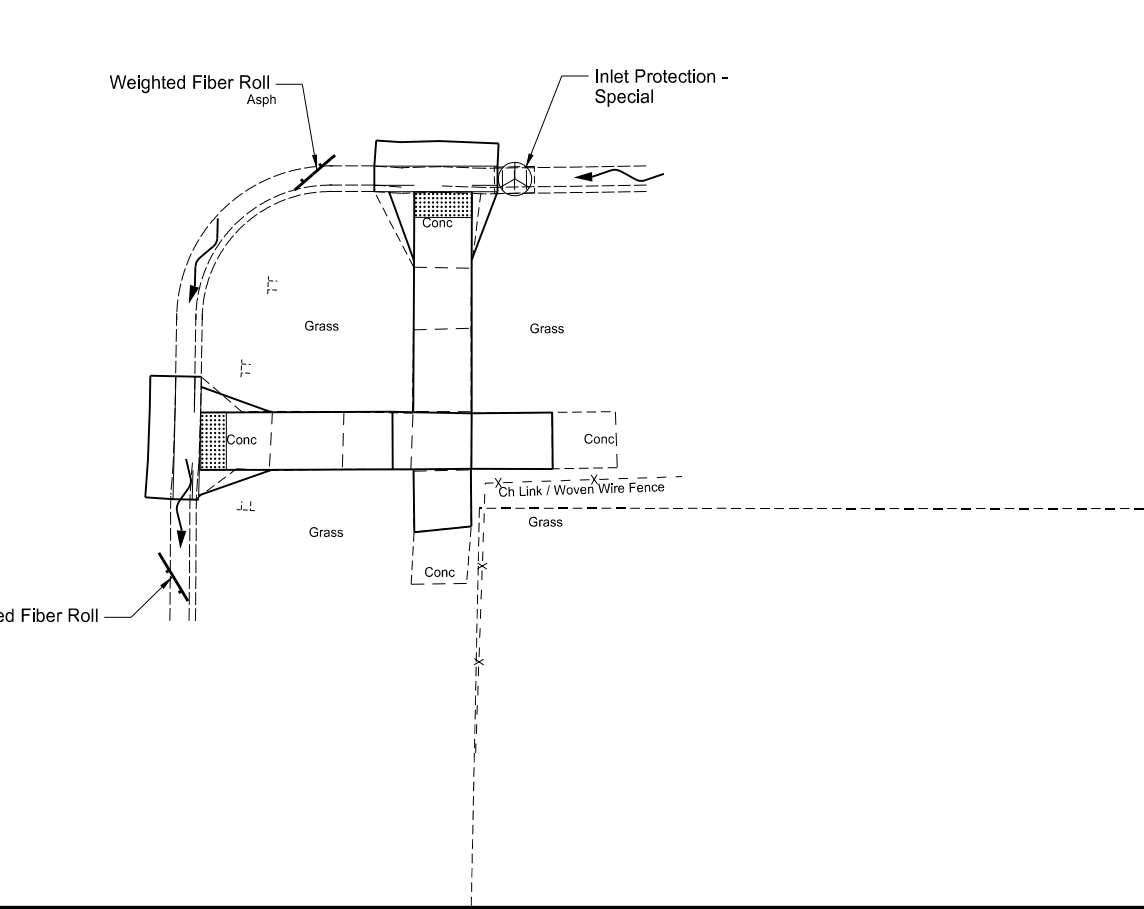 Weighted Fiber Roll
Asph
Inlet Protection -
Special
Conc
Grass
Grass
Conc
Conc
X X
Ch Link / Woven Wire Fence
Grass
Grass
X
Conc
ed Fiber Roll
X